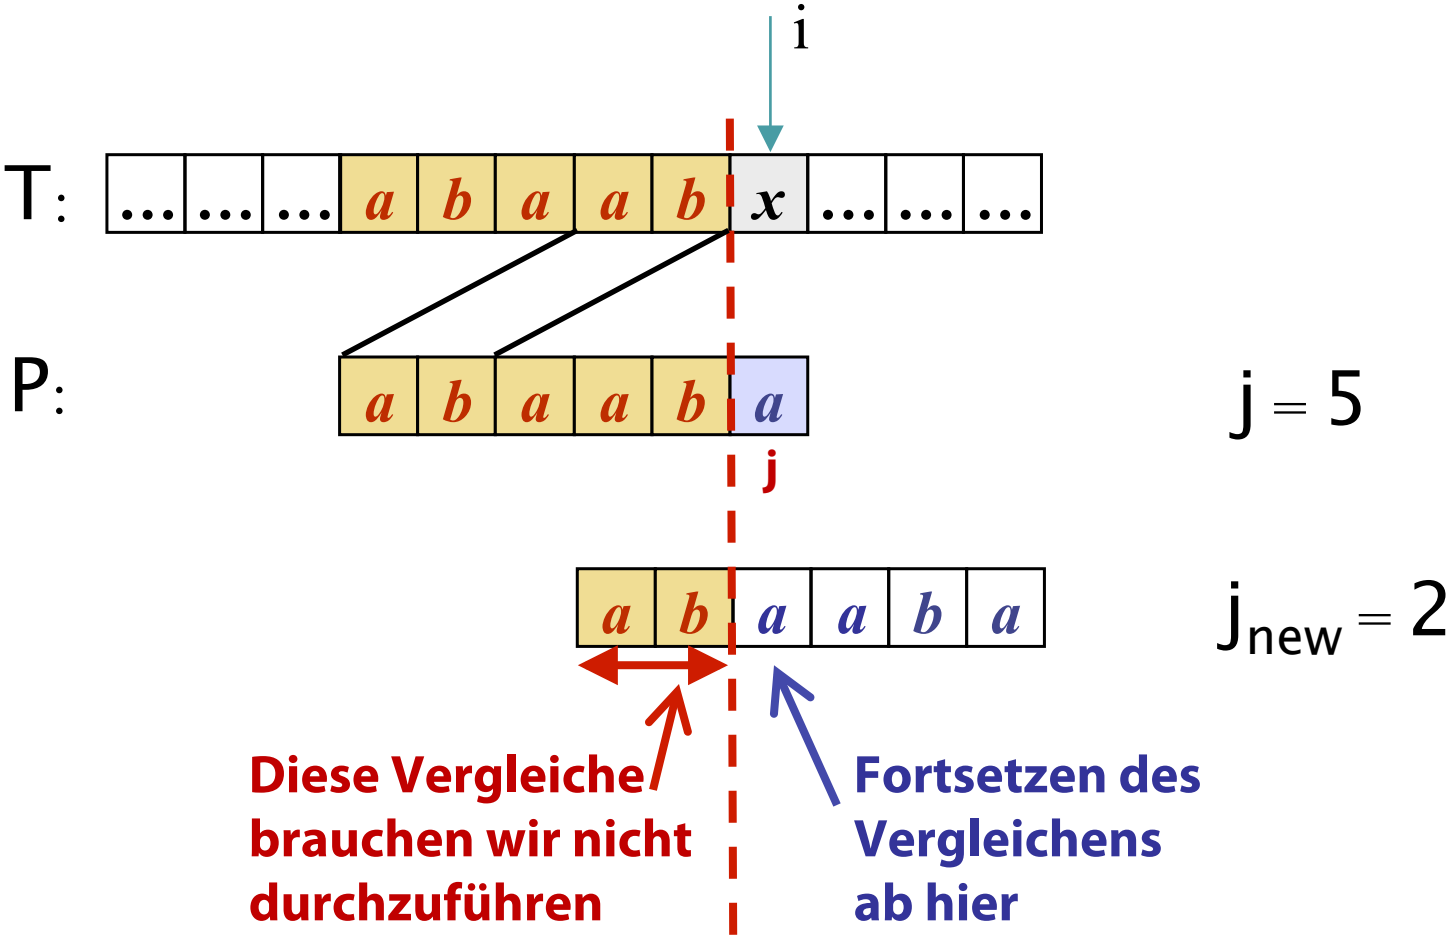 i
T: ... ... ... a b a a b x ... ... ...
P: a b a a b a j = 5
j
a b a a b a jnew = 2
Diese Vergleiche
brauchen wir nicht
durchzuführen
Fortsetzen des
Vergleichens
ab hier